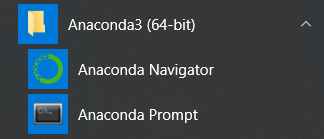 Anaconda3 (64-bit)
Anaconda Navigator
Anaconda Prompt